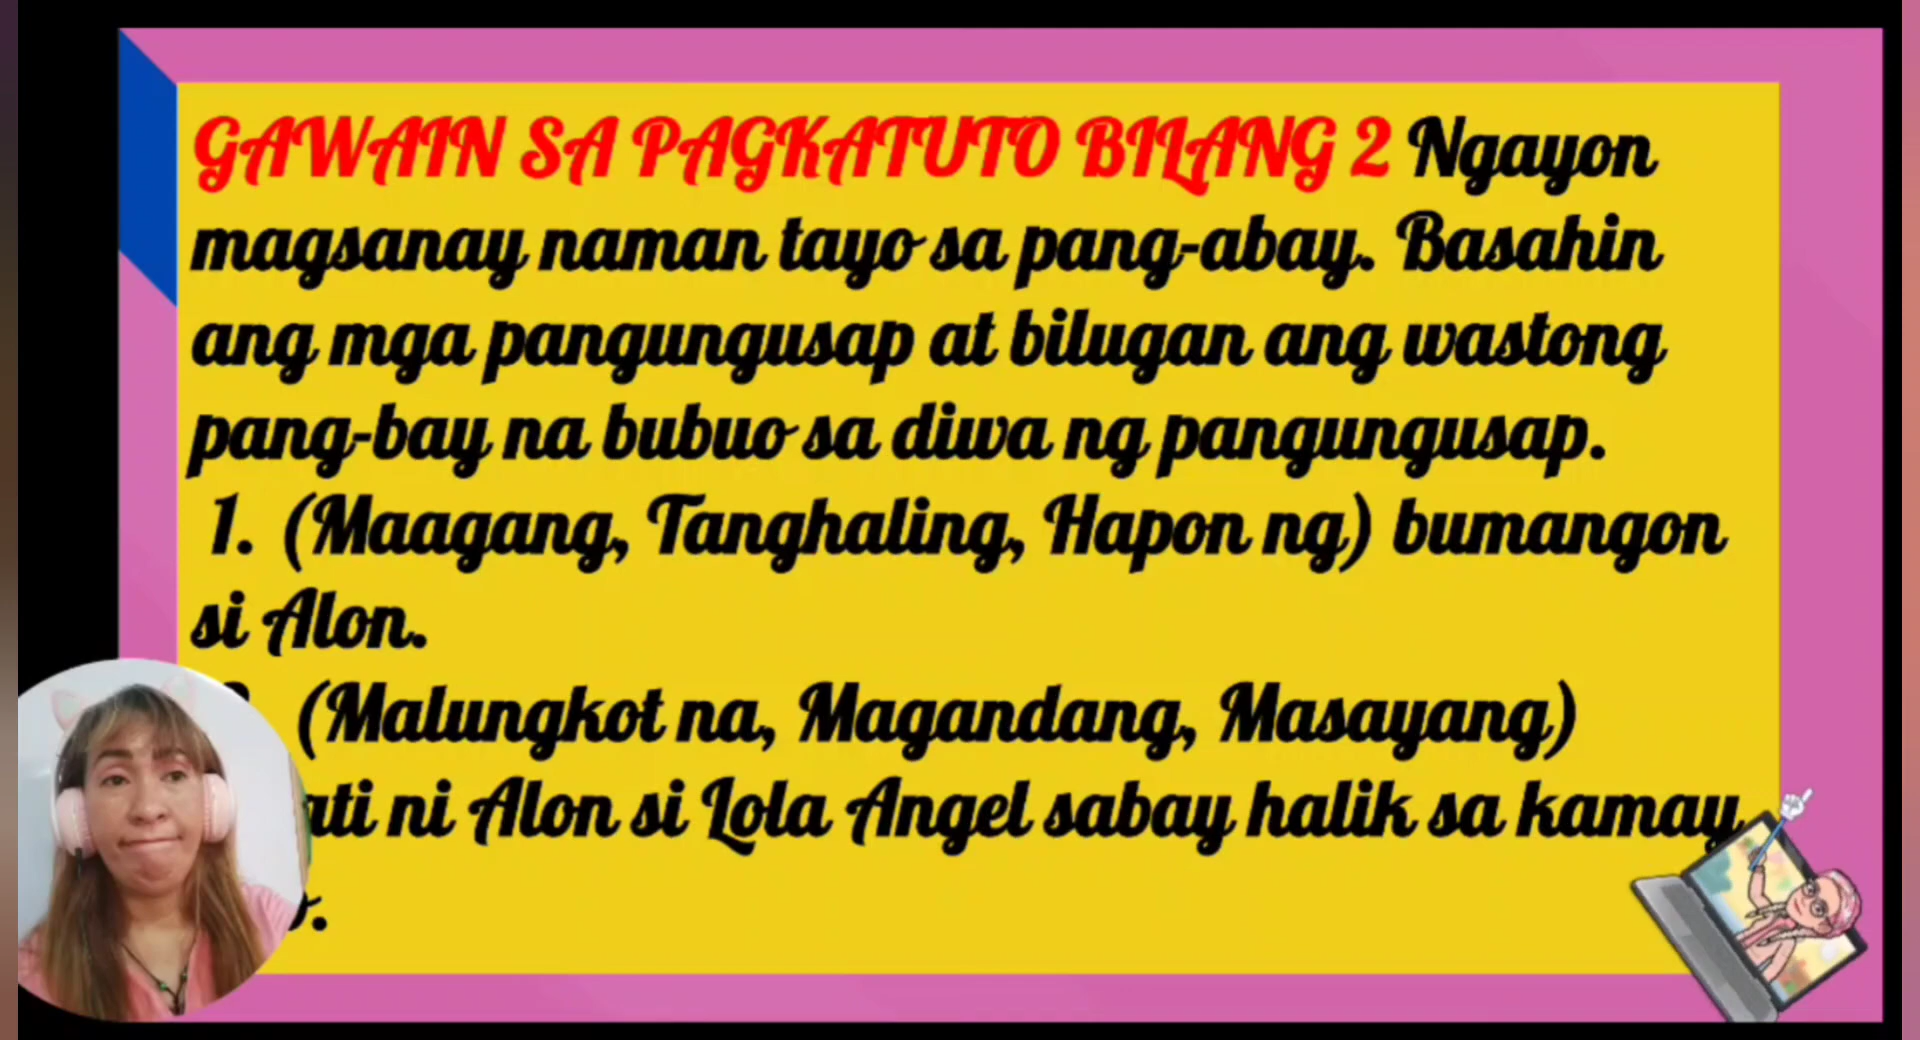 GAWAIN SA PAGKATUTO BILANG 2 Ngayon
magsanay naman tayo sa pang-abay. Basahin
ang mga pangungusap at bilugan ang wastong
pang-bay na bubuo sa diwa ng pangungusap.
1. (Maagang, Tanghaling, Hapon ng) bumangon
si Alon.
(Malungkot na, Magandang, Masayang)
ni Alon si Lola Angel sabay halik sa kamay